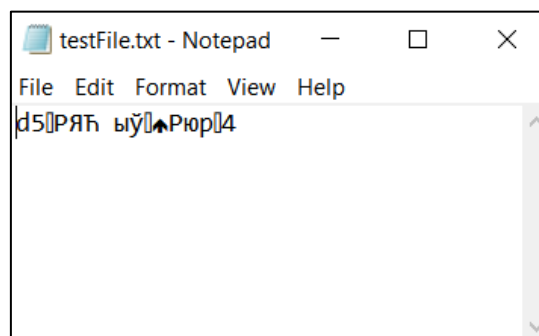 testFile.txt - Notepad
File Edit Format View Help
d5▯РЯЋ ыў▯♠Рюр▯4